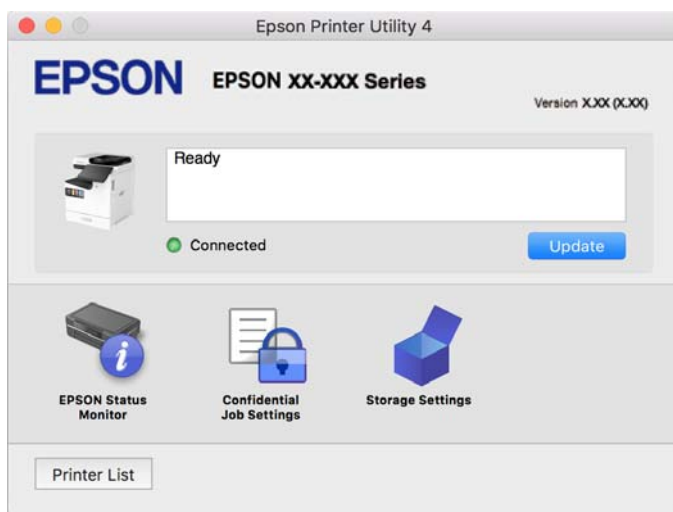 Epson Printer Utility 4
EPSON
EPSON XX-XXX Series
Version X.XX (X.XX)
Ready
Connected
Update
EPSON Status
Monitor
Confidential
Job Settings
Storage Settings
Printer List